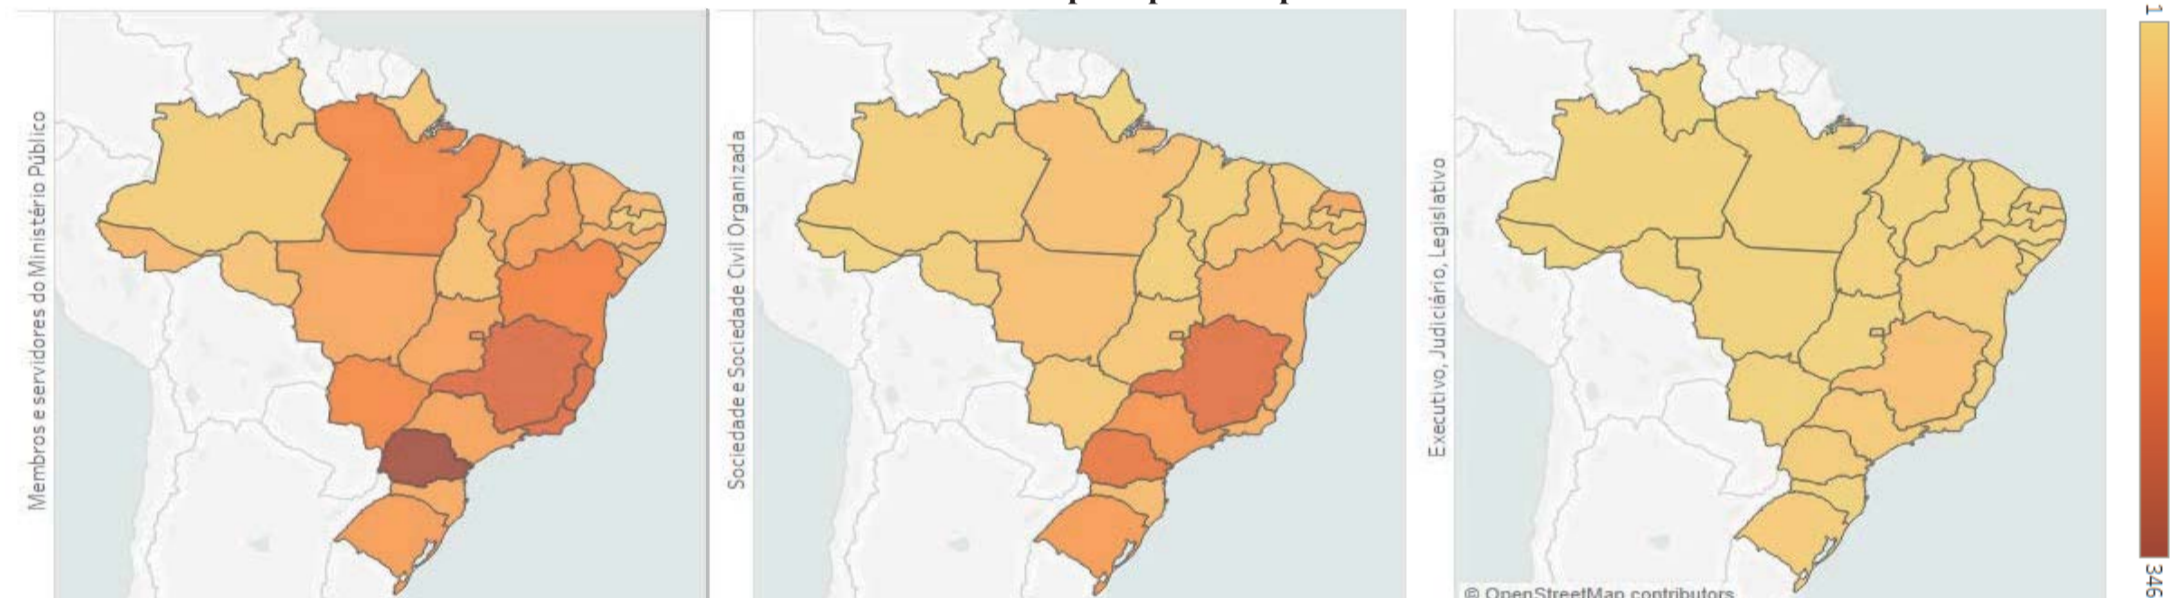 Membros e servidores do Ministério Público
Sociedade e Sociedade Civil Organizada
Executivo, Judiciário, Legislativo
© OpenStreetMap contributors
1
346